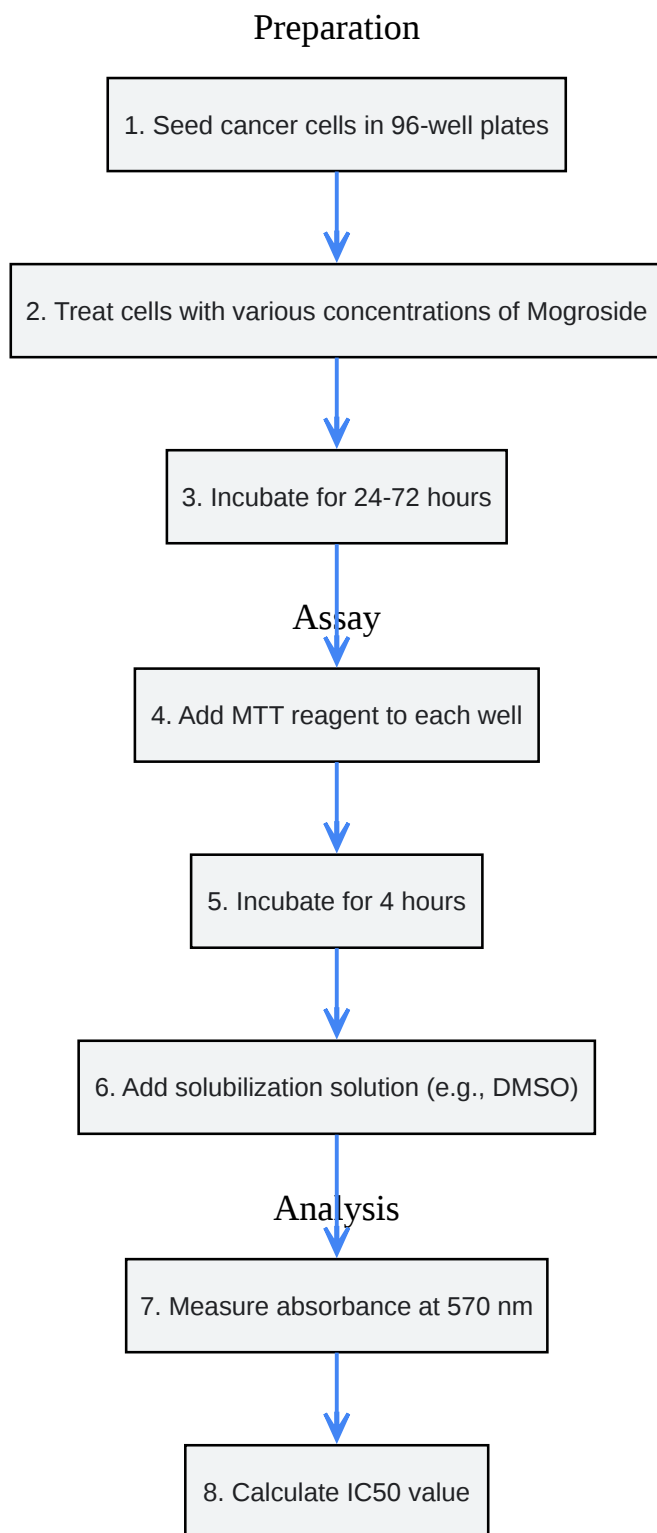 Preparation
1. Seed cancer cells in 96-well plates
2. Treat cells with various concentrations of Mogroside
3. Incubate for 24-72 hours
Assay
4. Add MTT reagent to each well
5. Incubate for 4 hours
6. Add solubilization solution (e.g., DMSO)
Analysis
7. Measure absorbance at 570 nm
8. Calculate IC50 value